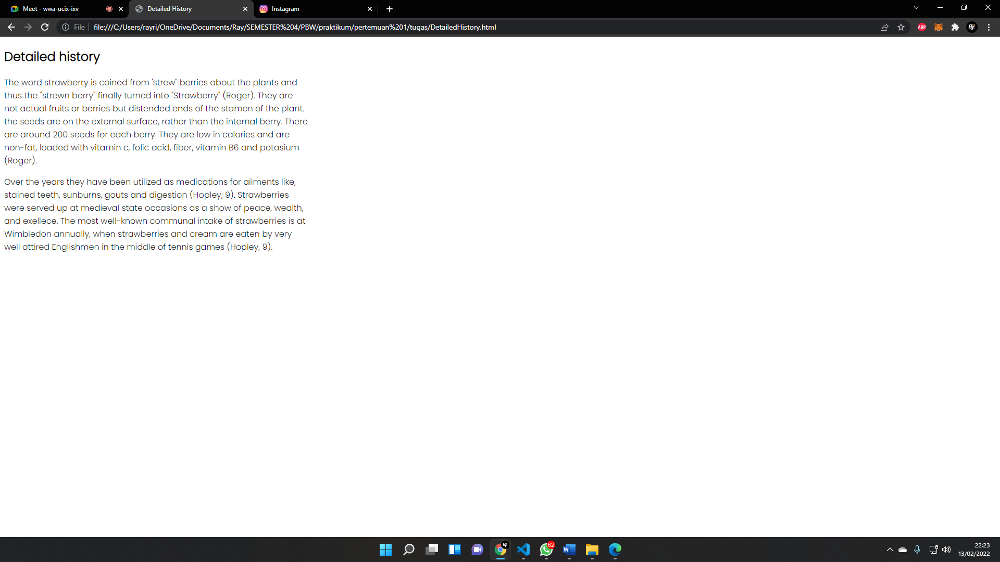 Meet - wwa-ucix-ixv
Detailed History
Instagram
File
file:///C:/Users/rayri/OneDrive/Documents/Ray/SEMESTER%204/PBW/praktikum/pertemuan%201/tugas/DetailedHistory.html
ABP
Detailed history
The word strawberry is coined from 'strew" berries about the plants and
thus the "strewn berry" finally turned into "Strawberry" (Roger). They are
not actual fruits or berries but distended ends of the stamen of the plant.
the seeds are on the external surface, rather than the internal berry. There
are around 200 seeds for each berry. They are low in calories and are
non-fat, loaded with vitamin c, folic acid, fiber, vitamin B6 and potasium
(Roger).
Over the years they have been utilized as medications for ailments like,
stained teeth, sunburns, gouts and digestion (Hopley, 9). Strawberries
were served up at medieval state occasions as a show of peace, wealth,
and exellece. The most well-known communal intake of strawberries is at
Wimbledon annually, when strawberries and cream are eaten by very
well attired Englishmen in the middle of tennis games (Hopley, 9).
62
W
22:23
13/02/2022